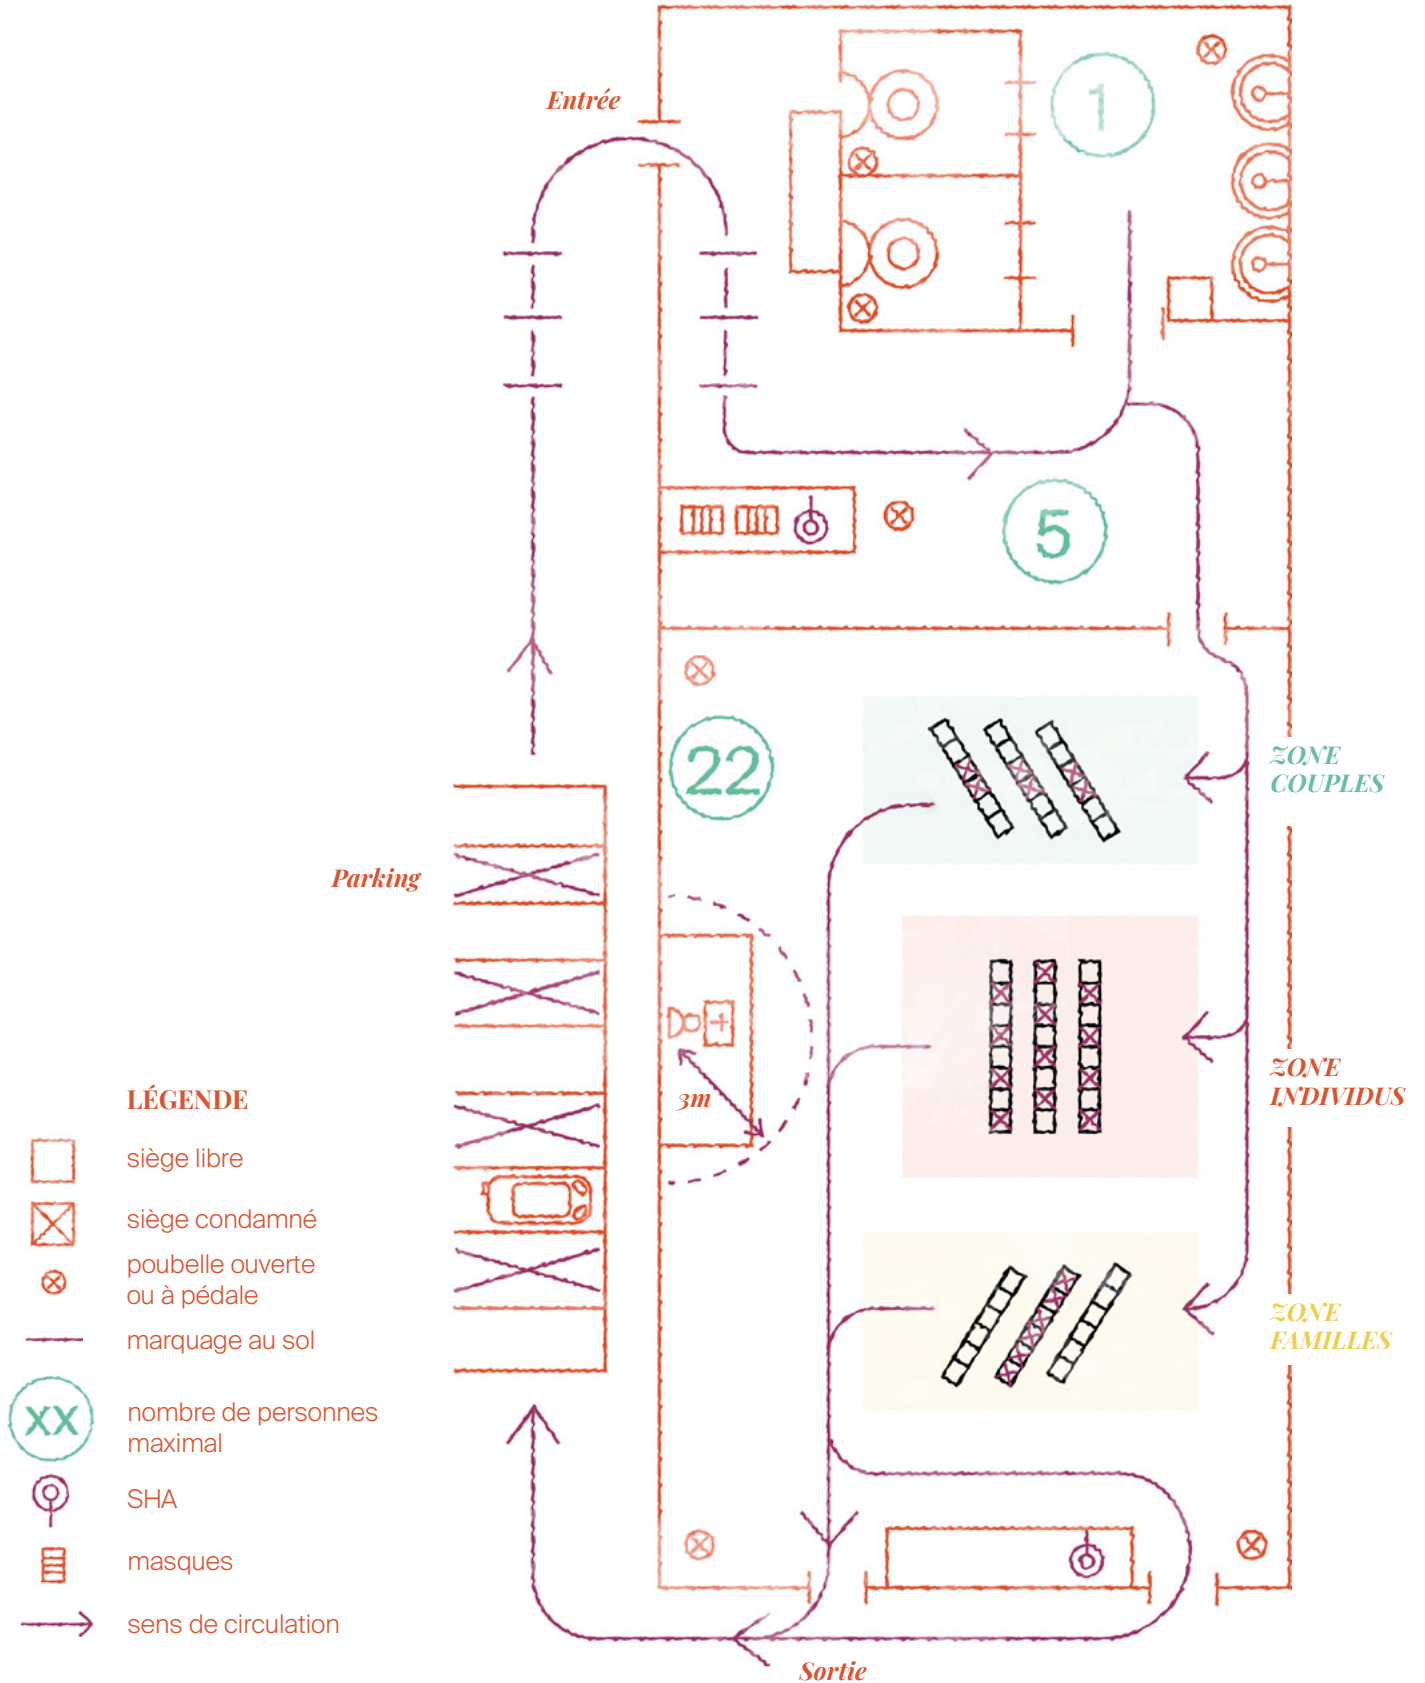 Entrée
1
5
22
ZONE
COUPLES
Parking
3m
ZONE
INDIVIDUS
ZONE
FAMILLES
LÉGENDE
siège libre
siège condamné
poubelle ouverte
ou à pédale
marquage au sol
XX
nombre de personnes
maximal
SHA
masques
sens de circulation
Sortie